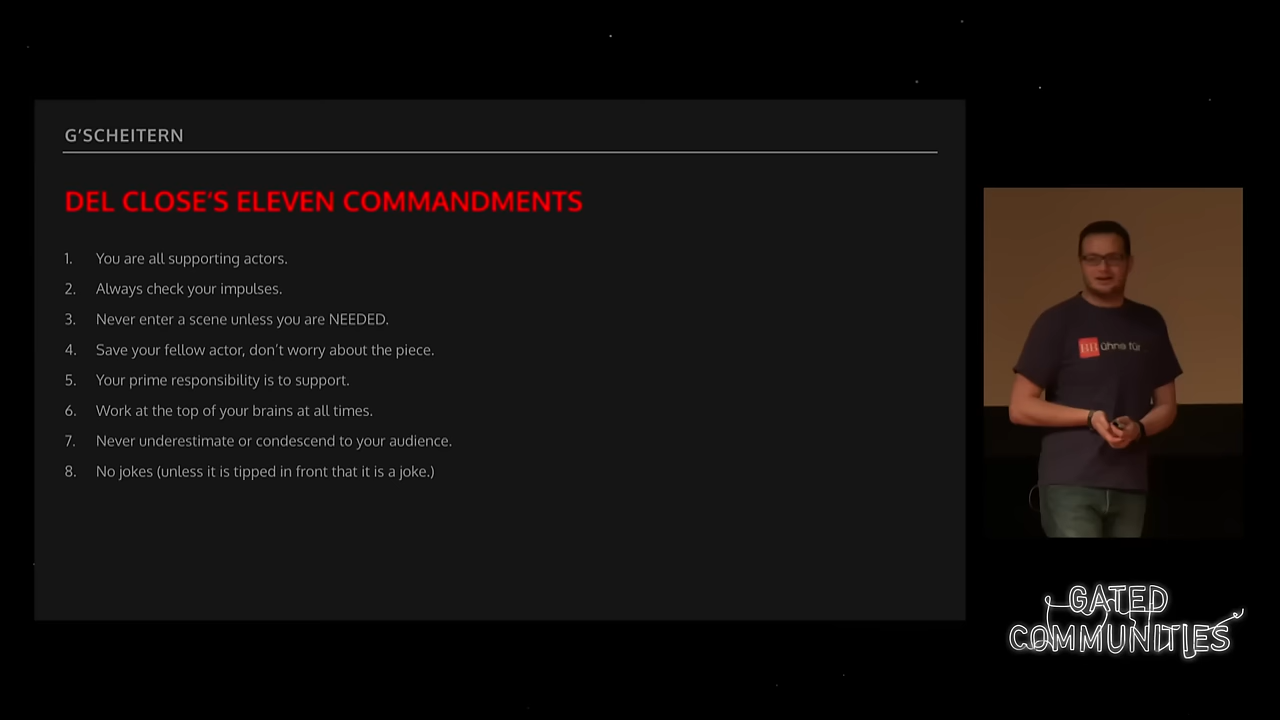 G'SCHEITERN
DEL CLOSE'S ELEVEN COMMANDMENTS
1. You are all supporting actors.
2. Always check your impulses.
3. Never enter a scene unless you are NEEDED.
4. Save your fellow actor, don't worry about the piece.
5. Your prime responsibility is to support.
6. Work at the top of your brains at all times.
7. Never underestimate or condescend to your audience.
8. No jokes (unless it is tipped in front that it is a joke.)
BR ühne für
GATED
COMMUNITIES